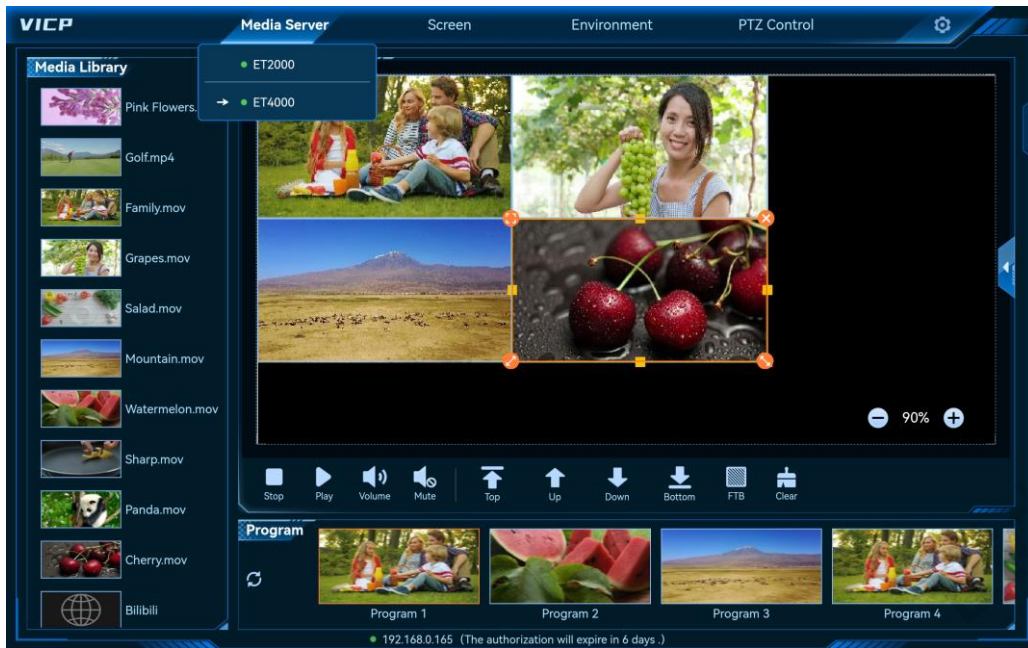 VICP
Media Server
Screen
Environment
PTZ Control
ET2000
ET4000
Media Library
Pink Flowers.
Golf.mp4
Family.mov
Grapes.mov
Salad.mov
Mountain.mov
Watermelon.mov
Sharp.mov
Panda.mov
Cherry.mov
Bilibili
90%
Stop
Play
Volume
Mute
Top
Up
Down
Bottom
FTB
Clear
Program
Program 1
Program 2
Program 3
Program 4
192.168.0.165 (The authorization will expire in 6 days .)